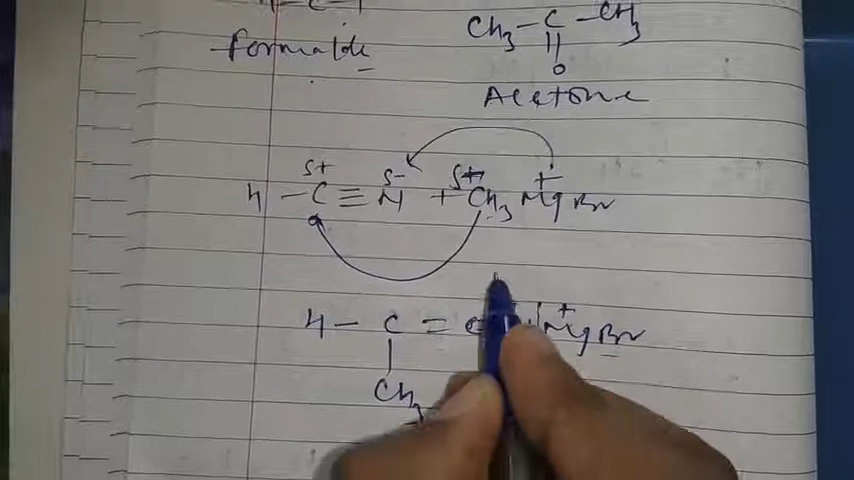 H - C - H
formalde
CH3 - C - CH3
||
O
Acetone
δ+ δ- δ+ +
H - C ≡ N + CH3 MgBr
H - C = MgBr
+
|
CH3